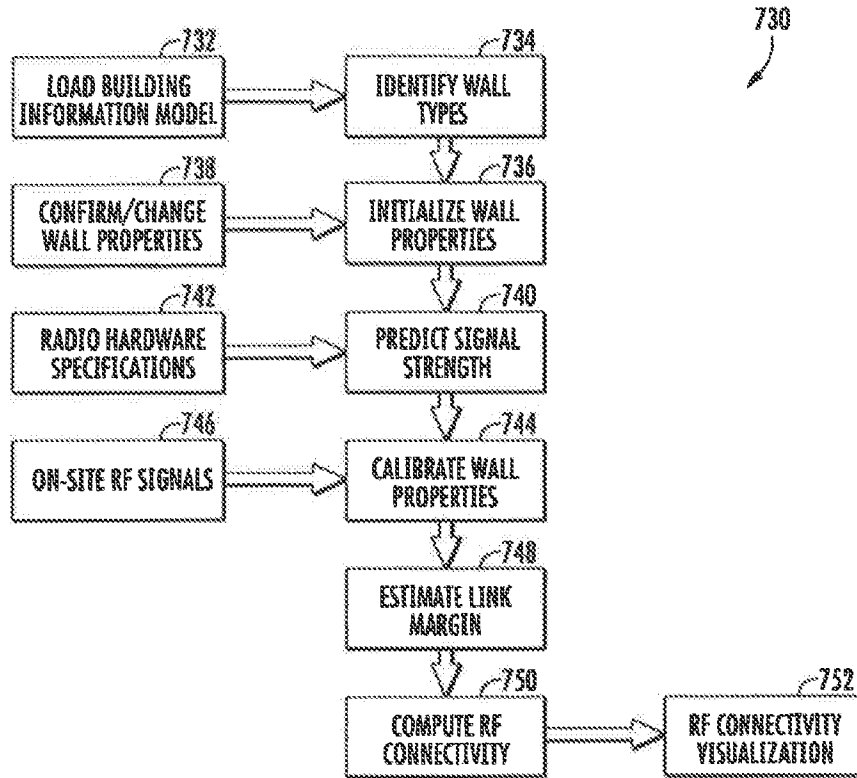 730
732
LOAD BUILDING
INFORMATION MODEL
734
IDENTIFY WALL
TYPES
738
CONFIRM/CHANGE
WALL PROPERTIES
736
INITIALIZE WALL
PROPERTIES
742
RADIO HARDWARE
SPECIFICATIONS
740
PREDICT SIGNAL
STRENGTH
746
ON-SITE RF SIGNALS
744
CALIBRATE WALL
PROPERTIES
748
ESTIMATE LINK
MARGIN
750
COMPUTE RF
CONNECTIVITY
752
RF CONNECTIVITY
VISUALIZATION